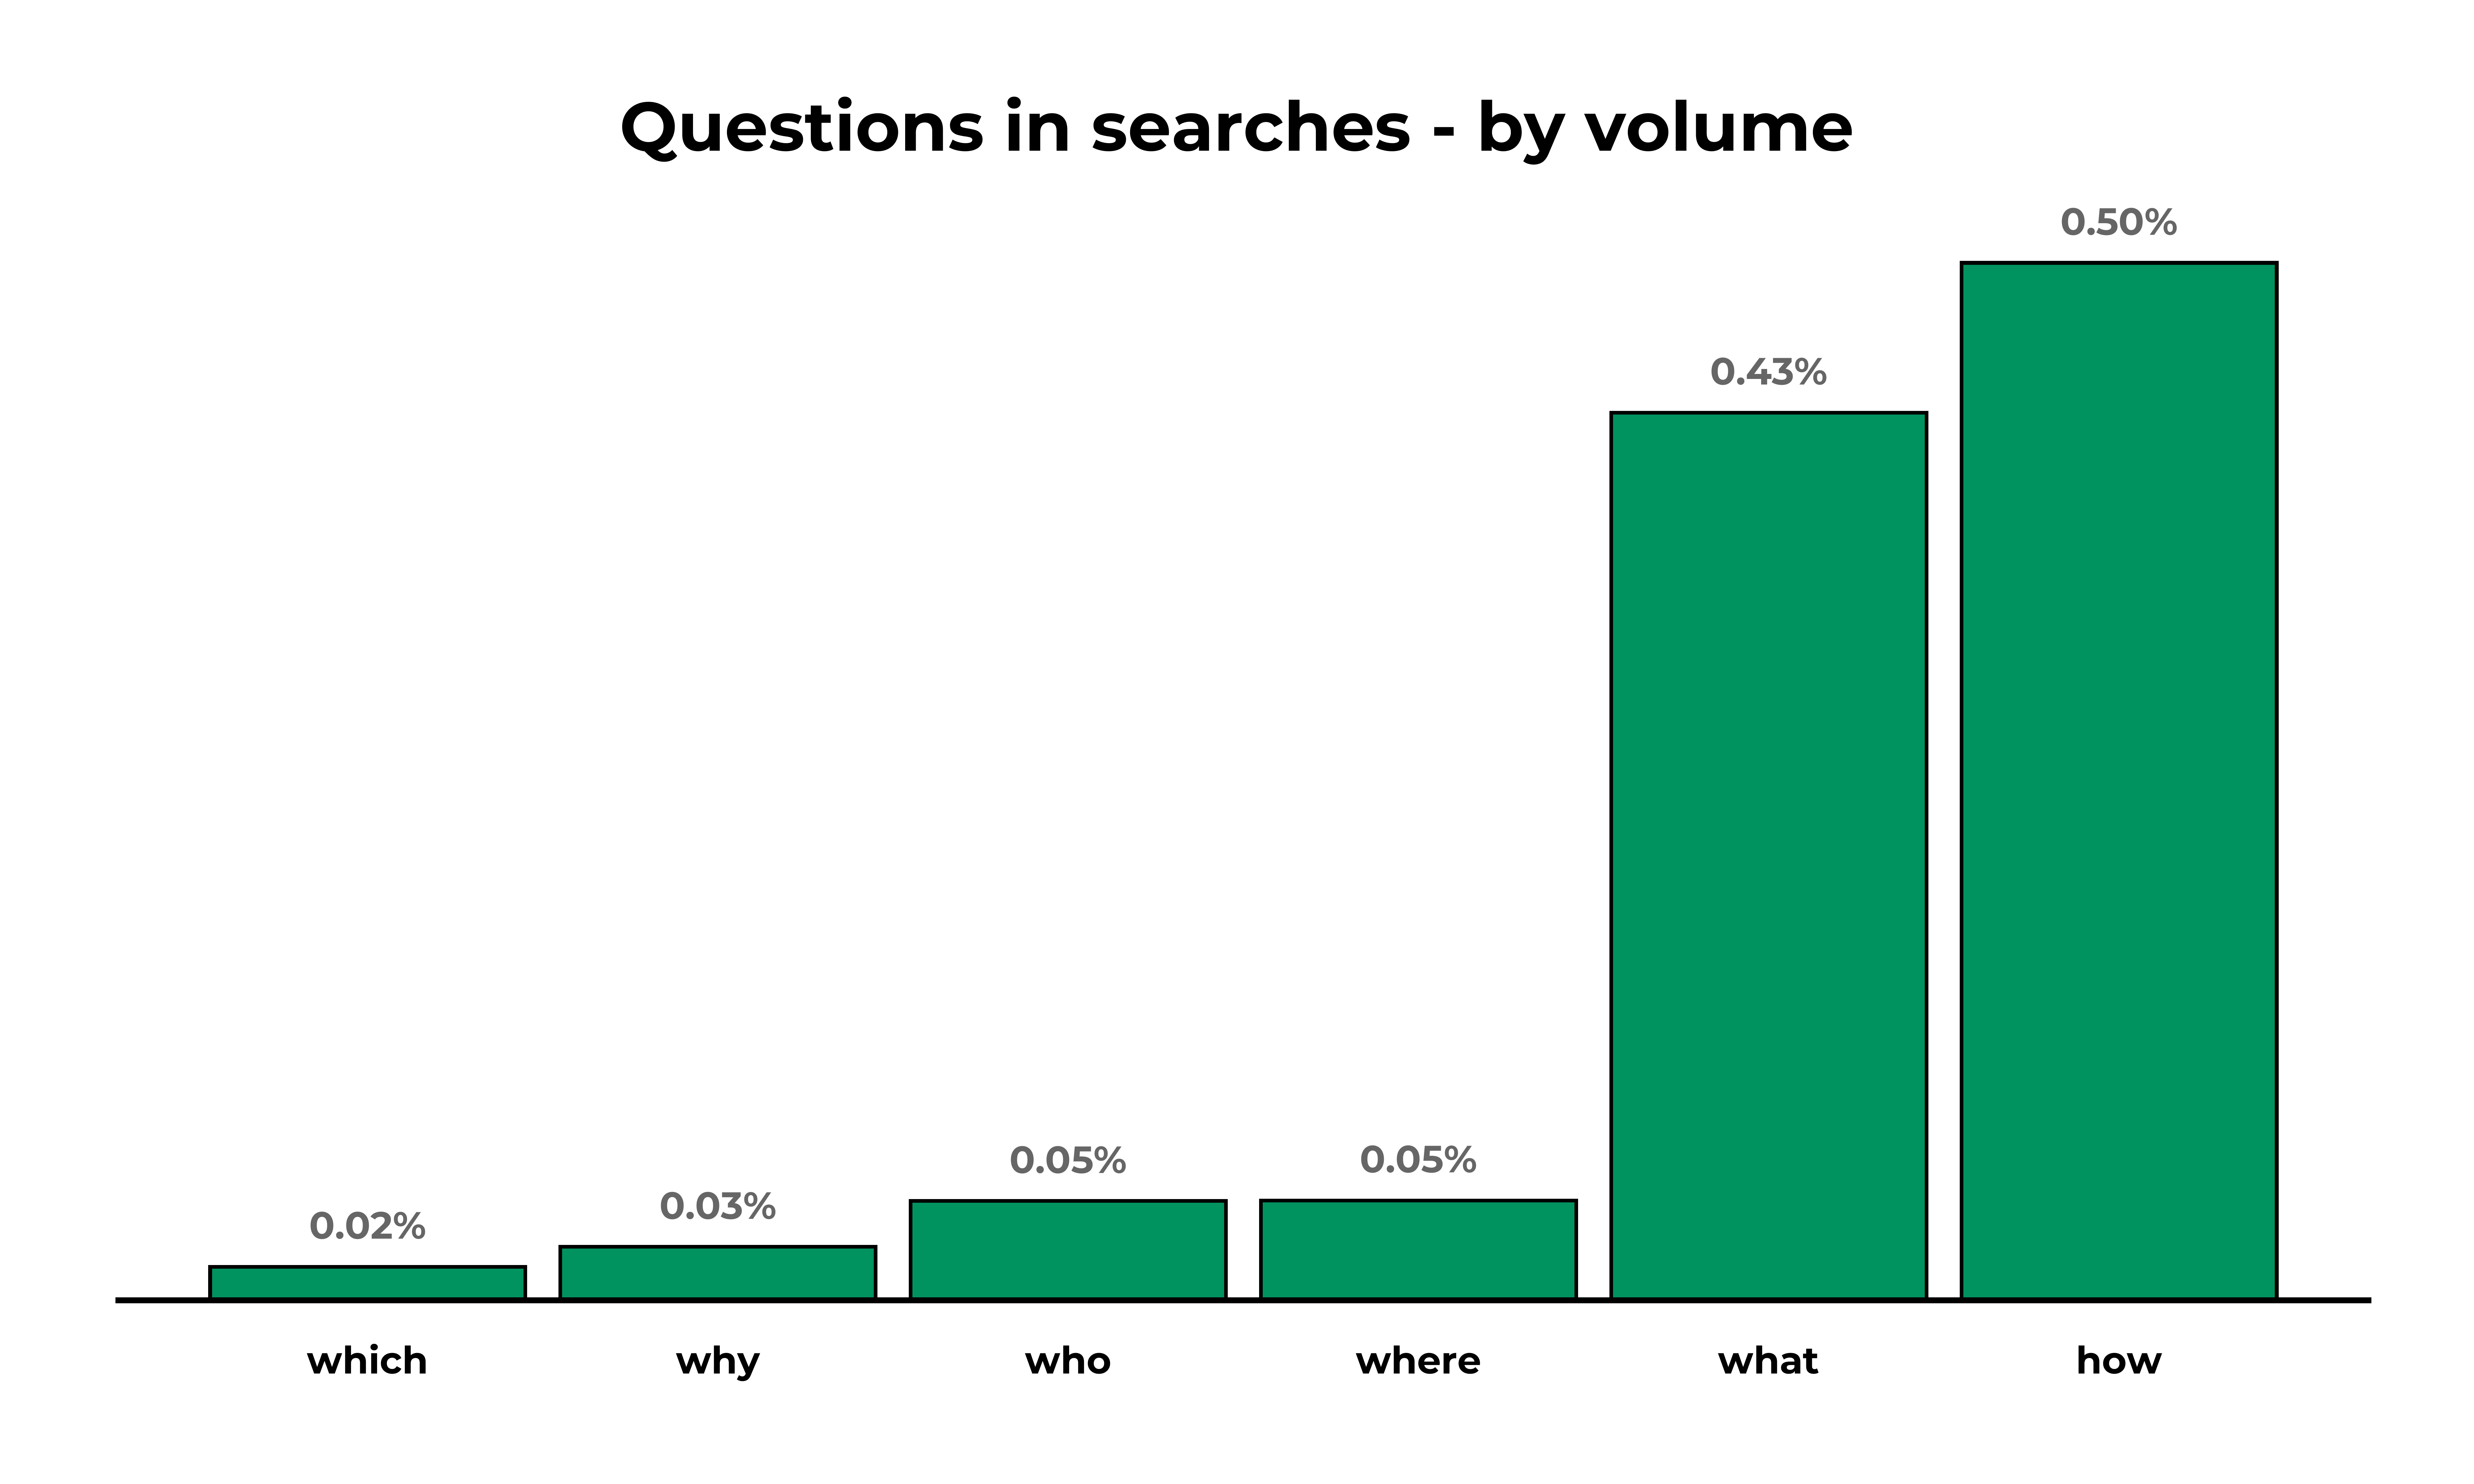 Questions in searches - by volume
0.50%
0.43%
0.05%
0.05%
0.03%
0.02%
which
why
who
where
what
how